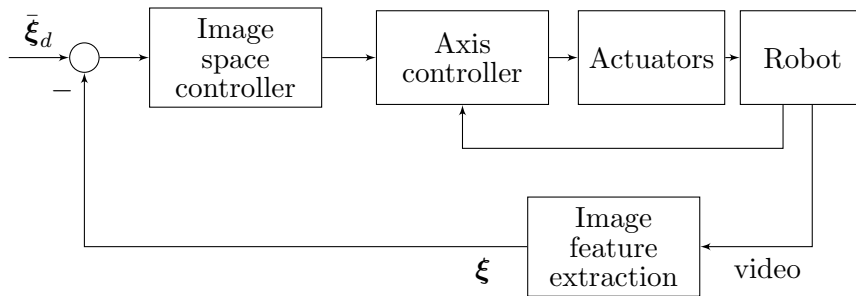 ξ̄_d
−
Image
space
controller
Axis
controller
Actuators
Robot
Image
feature
extraction
ξ
video